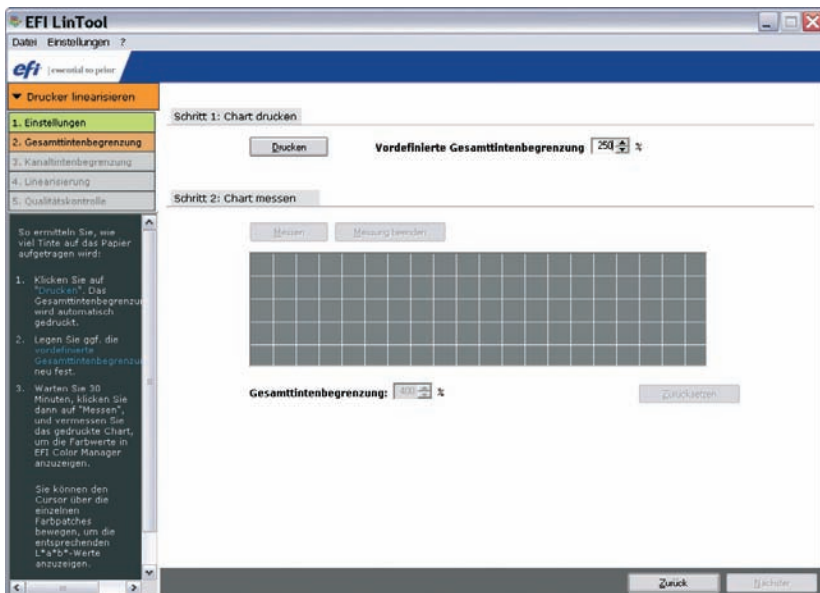 EFI LinTool
Datei Einstellungen ?
efi | essential to print
Drucker linearisieren
1. Einstellungen
2. Gesamttintenbegrenzung
3. Kanaltintenbegrenzung
4. Linearisierung
5. Qualitätskontrolle
So ermitteln Sie, wie
viel Tinte auf das Papier
aufgetragen wird:
1. Klicken Sie auf
"Drucken". Das
Gesamttintenbegrenzu
wird automatisch
gedruckt.
2. Legen Sie ggf. die
vordefinierte
Gesamttintenbegrenzu
neu fest.
3. Warten Sie 30
Minuten, klicken Sie
dann auf "Messen",
und vermessen Sie
das gedruckte Chart,
um die Farbwerte in
EFI Color Manager
anzuzeigen.
Sie können den
Cursor über die
einzelnen
Farbpatches
bewegen, um die
entsprechenden
L*a*b*-Werte
anzuzeigen.
Schritt 1: Chart drucken
Drucken Vordefinierte Gesamttintenbegrenzung 250 %
Schritt 2: Chart messen
Messen Messung beenden
Gesamttintenbegrenzung: 400 % Zurücksetzen
Zurück Nächster